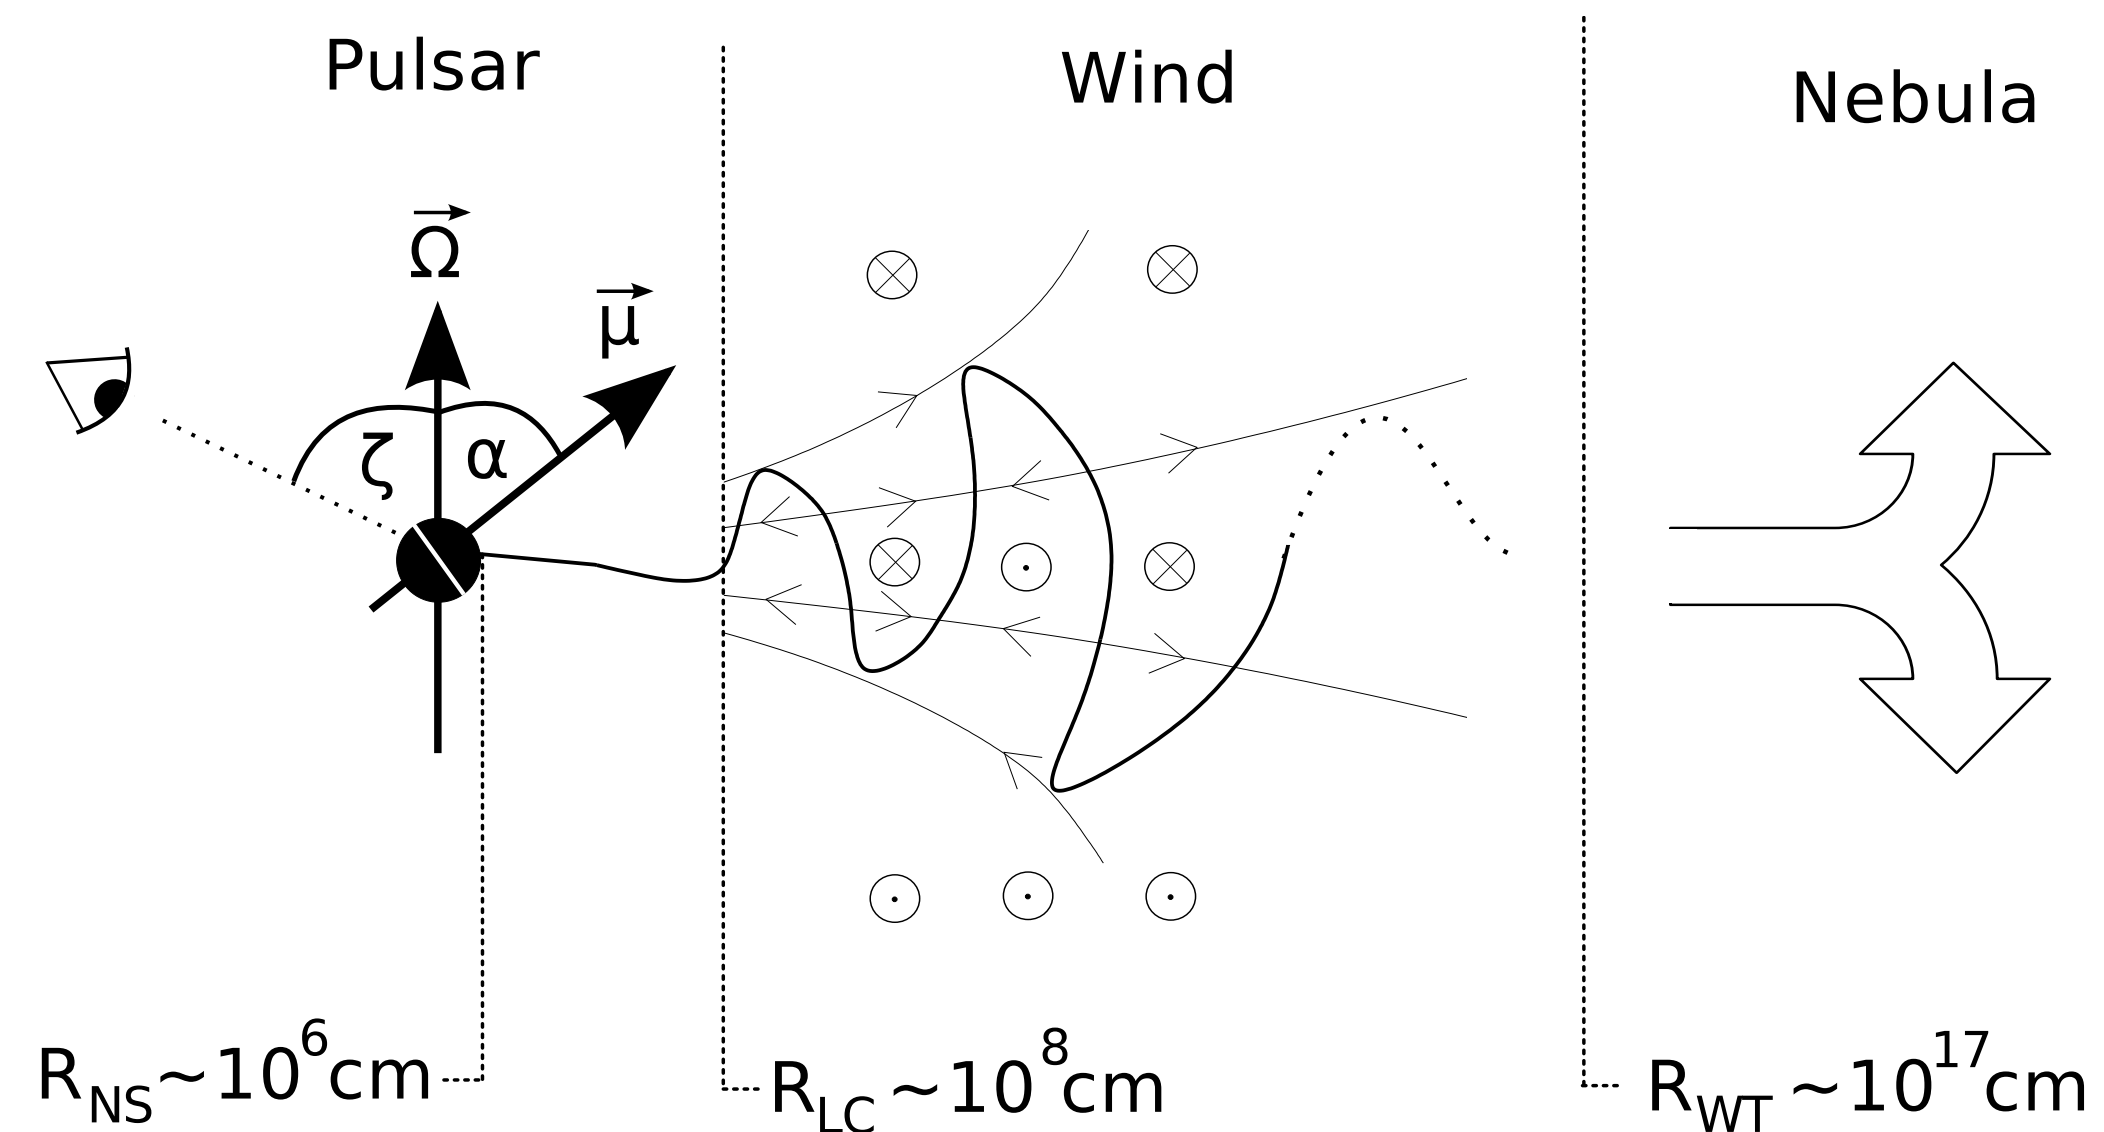 Pulsar
Wind
Nebula
Ω⃗
μ⃗
ζ
α
R_NS~10^6cm
R_LC~10^8cm
R_WT~10^17cm